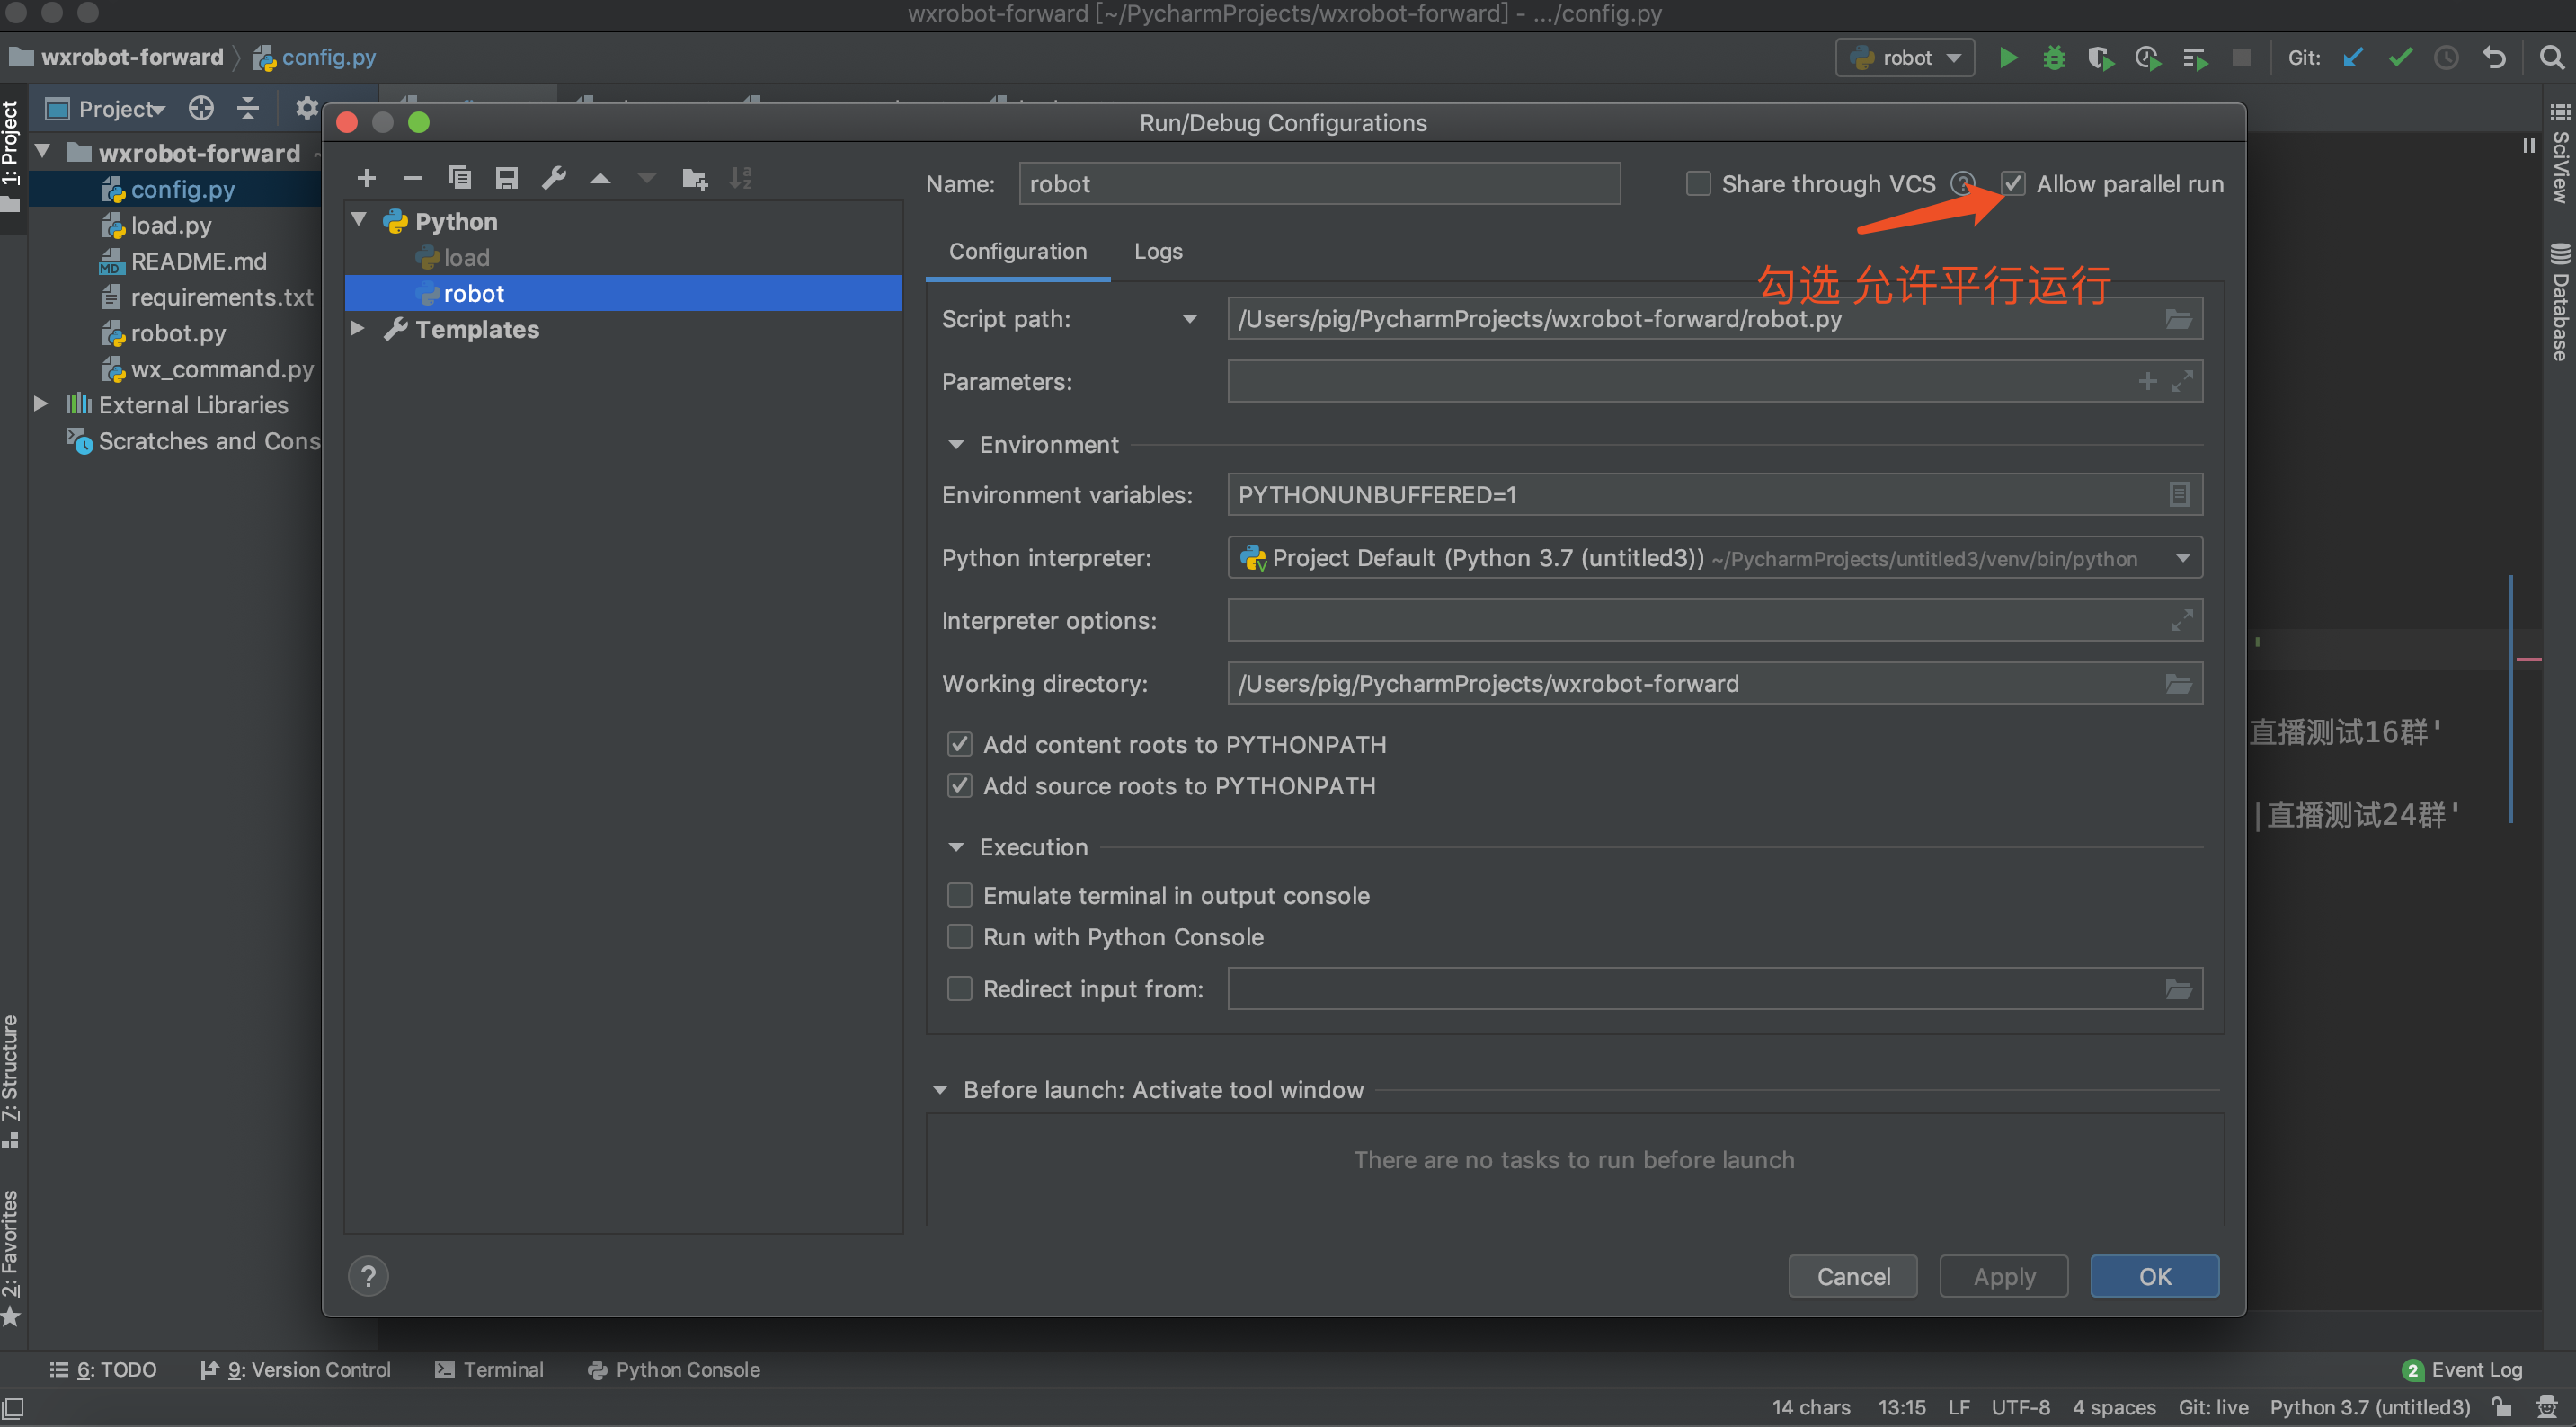 wxrobot-forward [~/PycharmProjects/wxrobot-forward] - .../config.py
wxrobot-forward
config.py
robot
Git:
1: Project
Project
Run/Debug Configurations
wxrobot-forward
config.py
load.py
README.md
requirements.txt
robot.py
wx_command.py
External Libraries
Scratches and Cons
Python
load
robot
Templates
Name:
robot
Share through VCS
Allow parallel run
Configuration
Logs
勾选 允许平行运行
Script path:
/Users/pig/PycharmProjects/wxrobot-forward/robot.py
Parameters:
Environment
Environment variables:
PYTHONUNBUFFERED=1
Python interpreter:
Project Default (Python 3.7 (untitled3)) ~/PycharmProjects/untitled3/venv/bin/python
Interpreter options:
Working directory:
/Users/pig/PycharmProjects/wxrobot-forward
Add content roots to PYTHONPATH
Add source roots to PYTHONPATH
Execution
Emulate terminal in output console
Run with Python Console
Redirect input from:
Before launch: Activate tool window
There are no tasks to run before launch
?
Cancel
Apply
OK
SciView
Database
'
直播测试16群'
|直播测试24群'
7: Structure
2: Favorites
6: TODO
9: Version Control
Terminal
Python Console
2 Event Log
14 chars
13:15
LF
UTF-8
4 spaces
Git: live
Python 3.7 (untitled3)